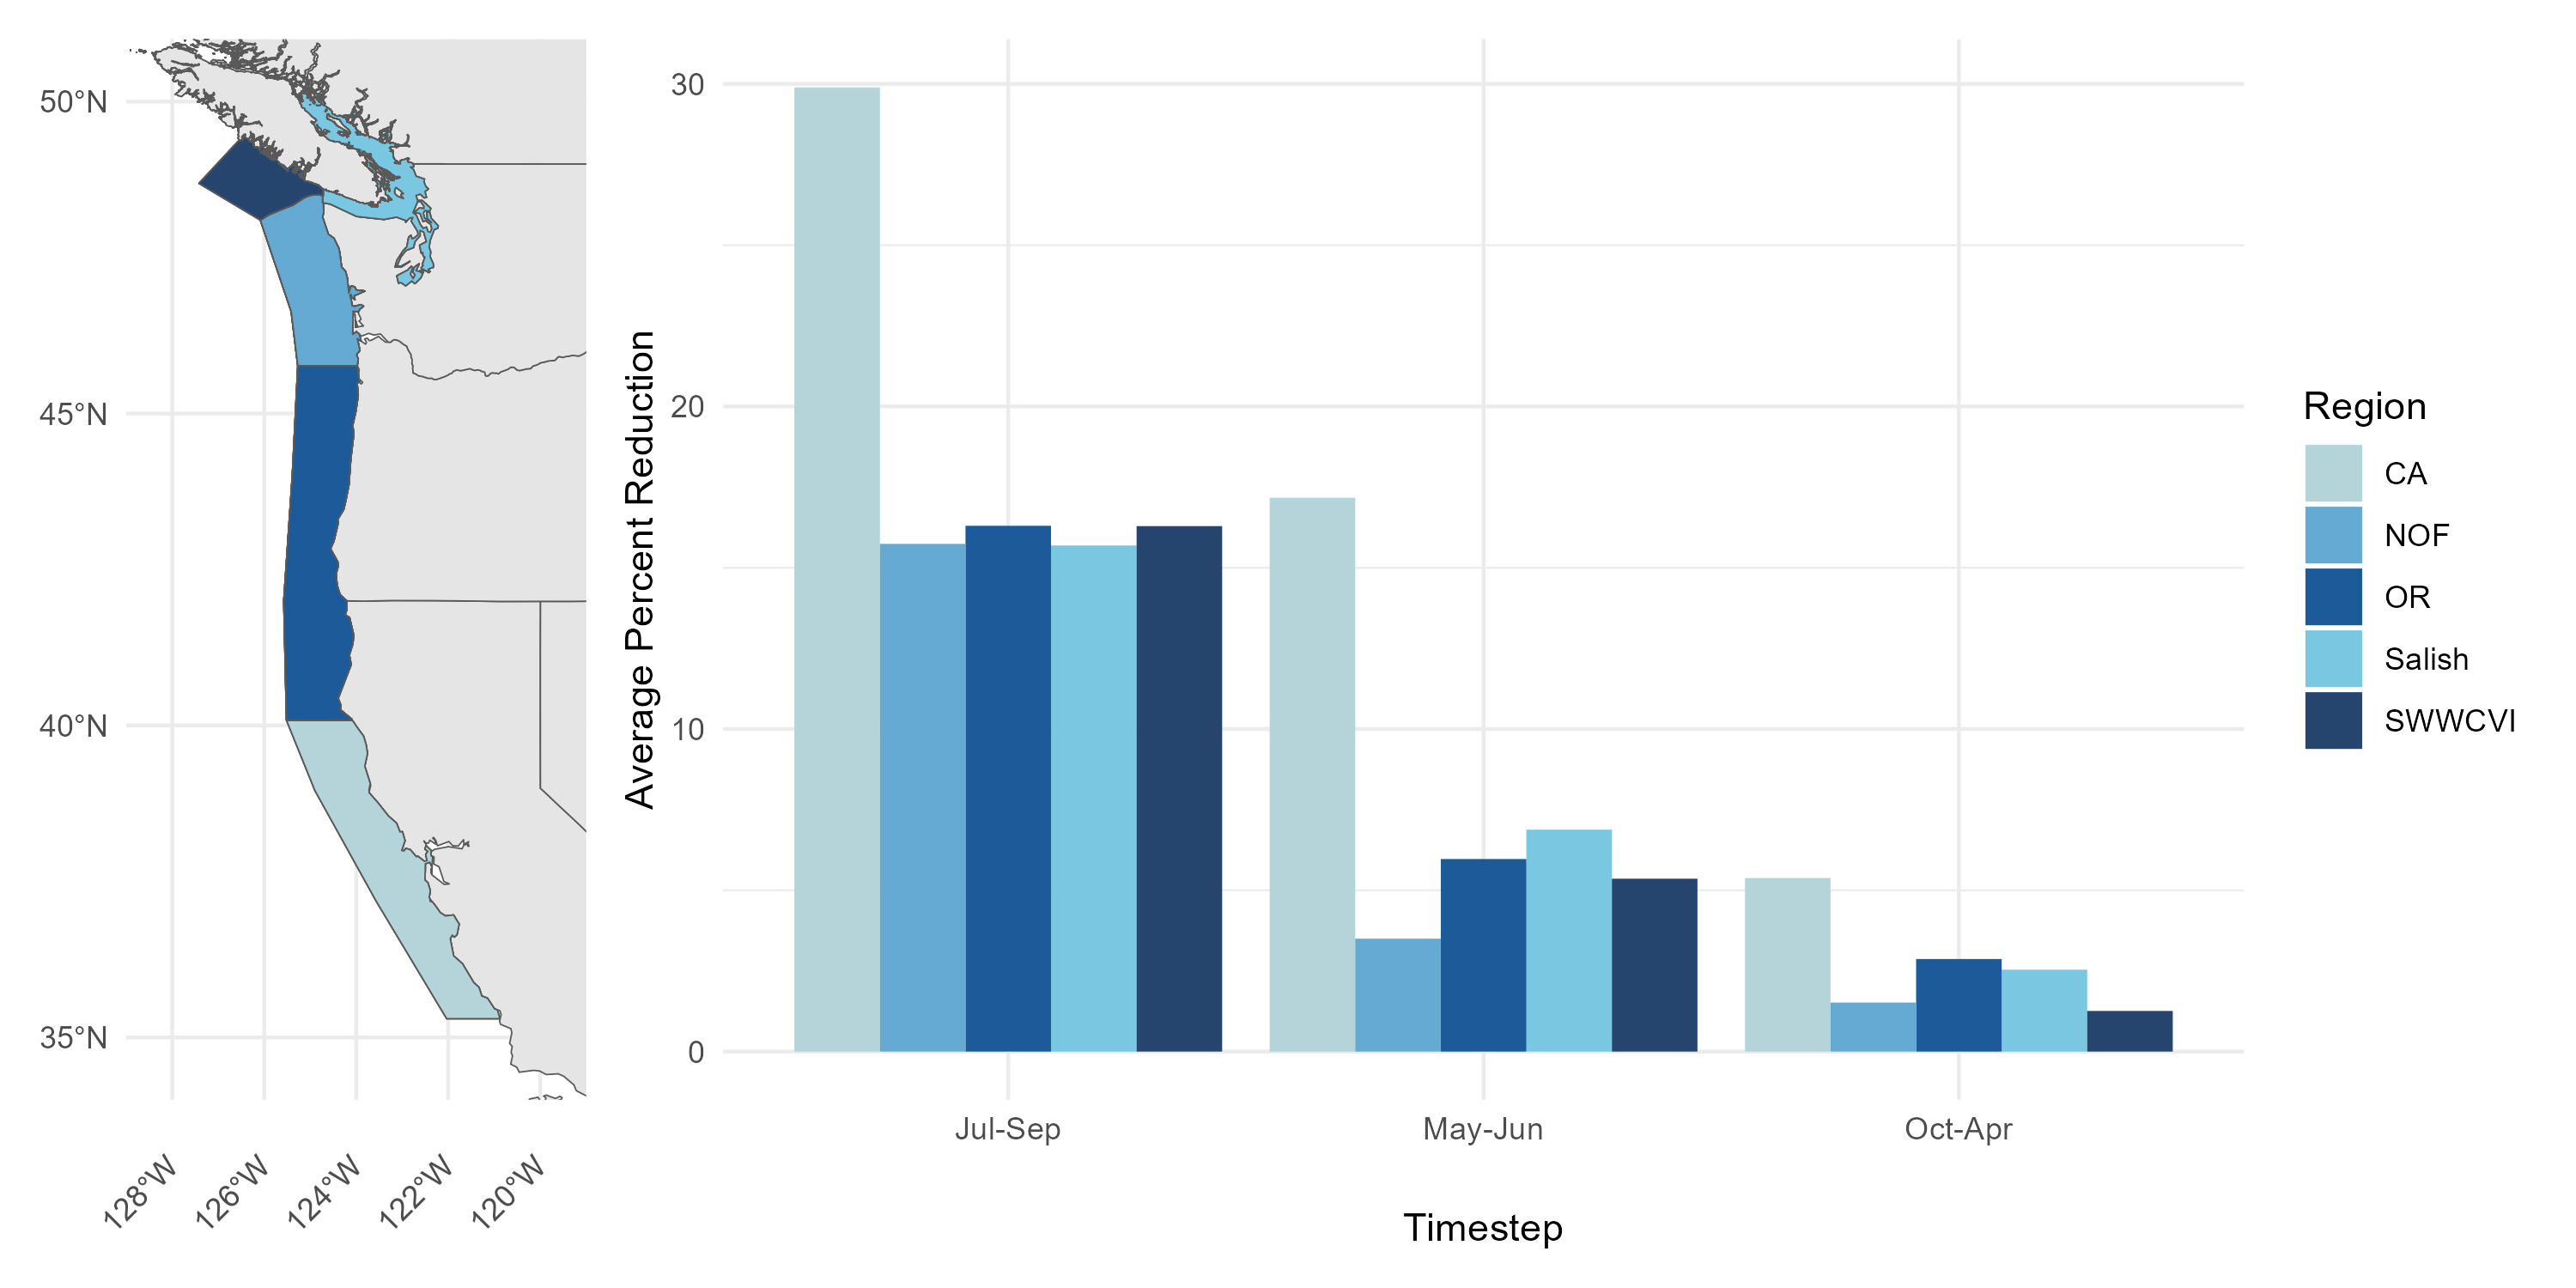 50°N
45°N
40°N
35°N
128°W
126°W
124°W
122°W
120°W
Average Percent Reduction
30
20
10
0
Jul-Sep
May-Jun
Oct-Apr
Timestep
Region
CA
NOF
OR
Salish
SWWCVI